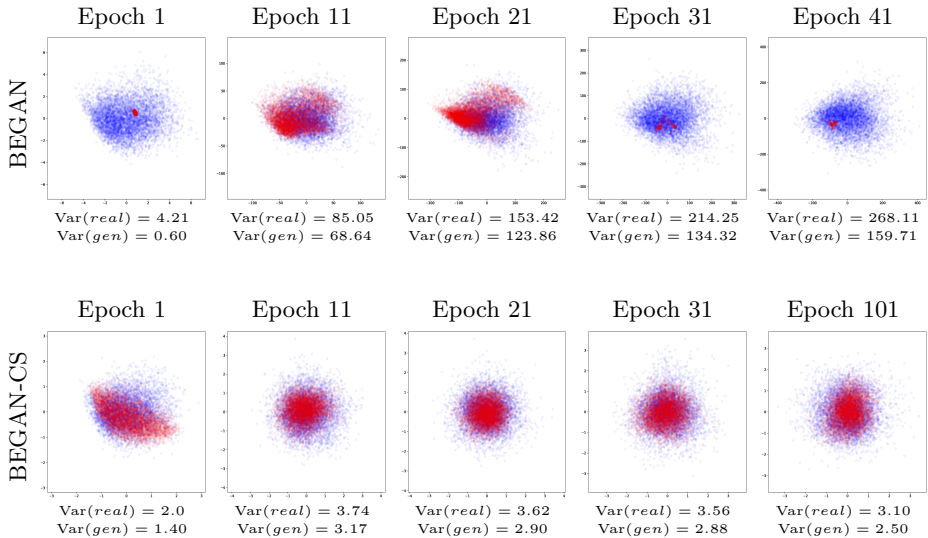 Epoch 1 Epoch 11 Epoch 21 Epoch 31 Epoch 41
BEGAN
Var(real) = 4.21 Var(real) = 85.05 Var(real) = 153.42 Var(real) = 214.25 Var(real) = 268.11
Var(gen) = 0.60 Var(gen) = 68.64 Var(gen) = 123.86 Var(gen) = 134.32 Var(gen) = 159.71
Epoch 1 Epoch 11 Epoch 21 Epoch 31 Epoch 101
BEGAN-CS
Var(real) = 2.0 Var(real) = 3.74 Var(real) = 3.62 Var(real) = 3.56 Var(real) = 3.10
Var(gen) = 1.40 Var(gen) = 3.17 Var(gen) = 2.90 Var(gen) = 2.88 Var(gen) = 2.50